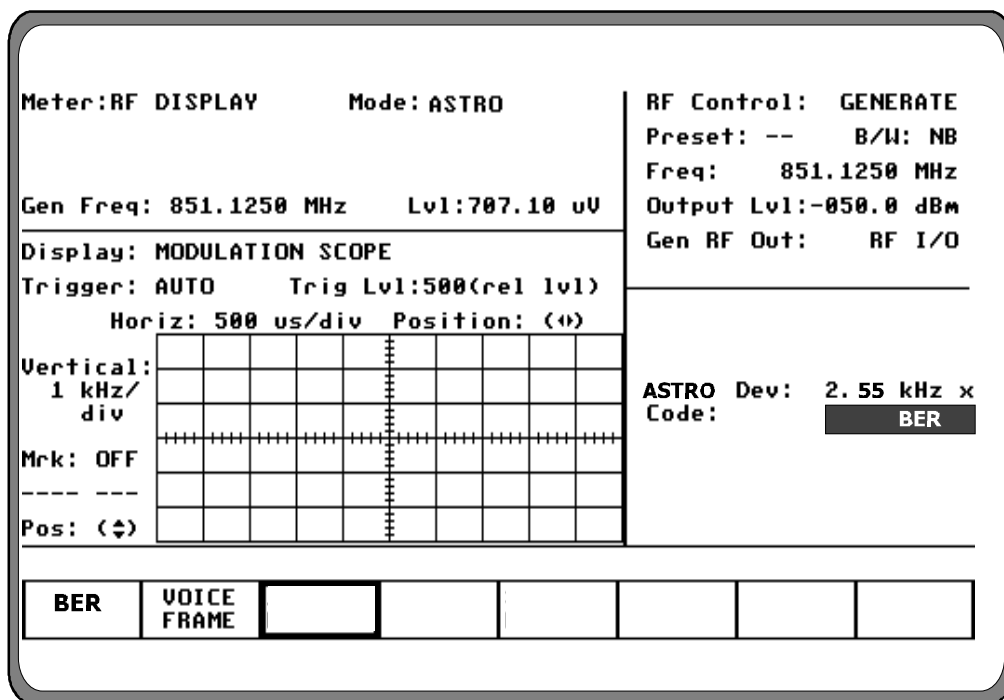 Meter:RF DISPLAY Mode: ASTRO
Gen Freq: 851.1250 MHz Lvl:707.10 uV
Display: MODULATION SCOPE
Trigger: AUTO Trig Lvl:500(rel lvl)
Horiz: 500 us/div Position: (◂▸)
Vertical:
1 kHz/
div
Mrk: OFF
---- ---
Pos: (▴▾)
RF Control: GENERATE
Preset: -- B/W: NB
Freq: 851.1250 MHz
Output Lvl:-050.0 dBm
Gen RF Out: RF I/O
ASTRO Dev: 2.55 kHz x
Code: BER
BER
VOICE
FRAME